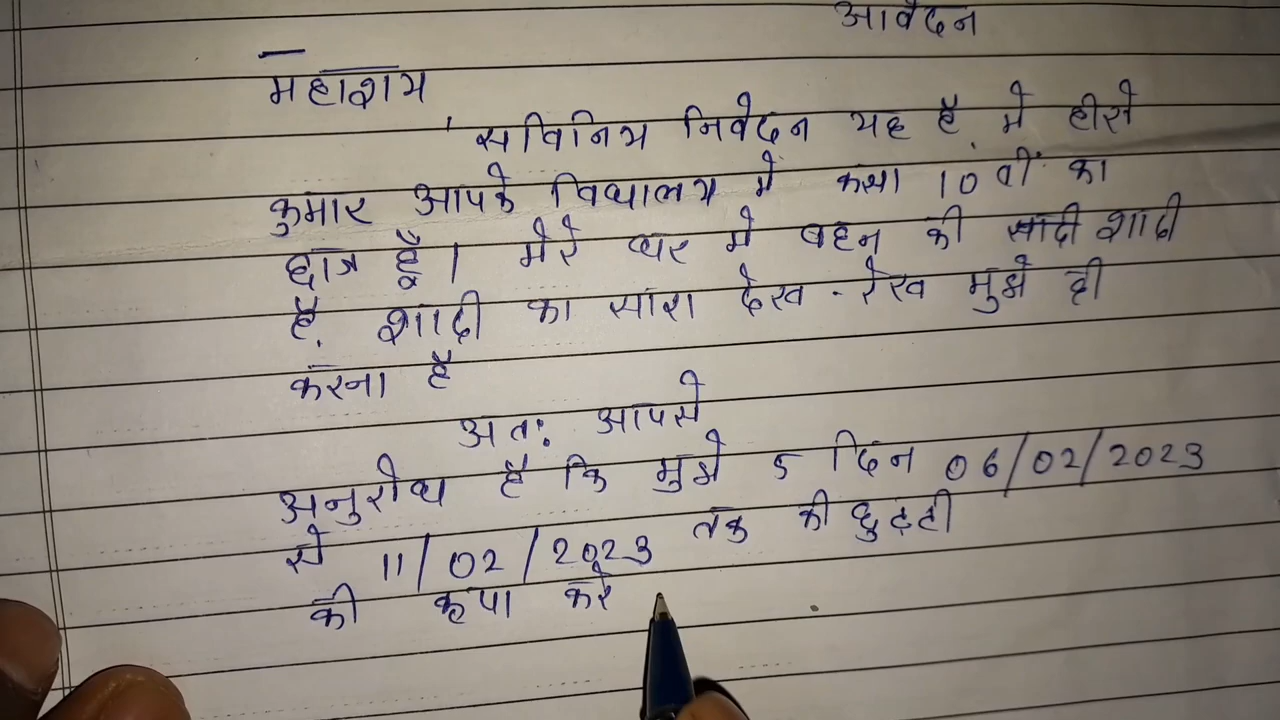 आवेदन
महाशय,
सविनिय निवेदन यह है, मे हीरो
कुमार आपके विद्यालय में कक्षा 10 वीं का
छात्र हूँ। मेरे घर मे बहन की सादी शादी
है. शादी का सारा देख-रेख मुझे ही
करना है
अतः आपसे
अनुरोध है कि मुझे 5 दिन 06/02/2023
से 11/02/2023 तक की छुट्टी
की कृपा करे